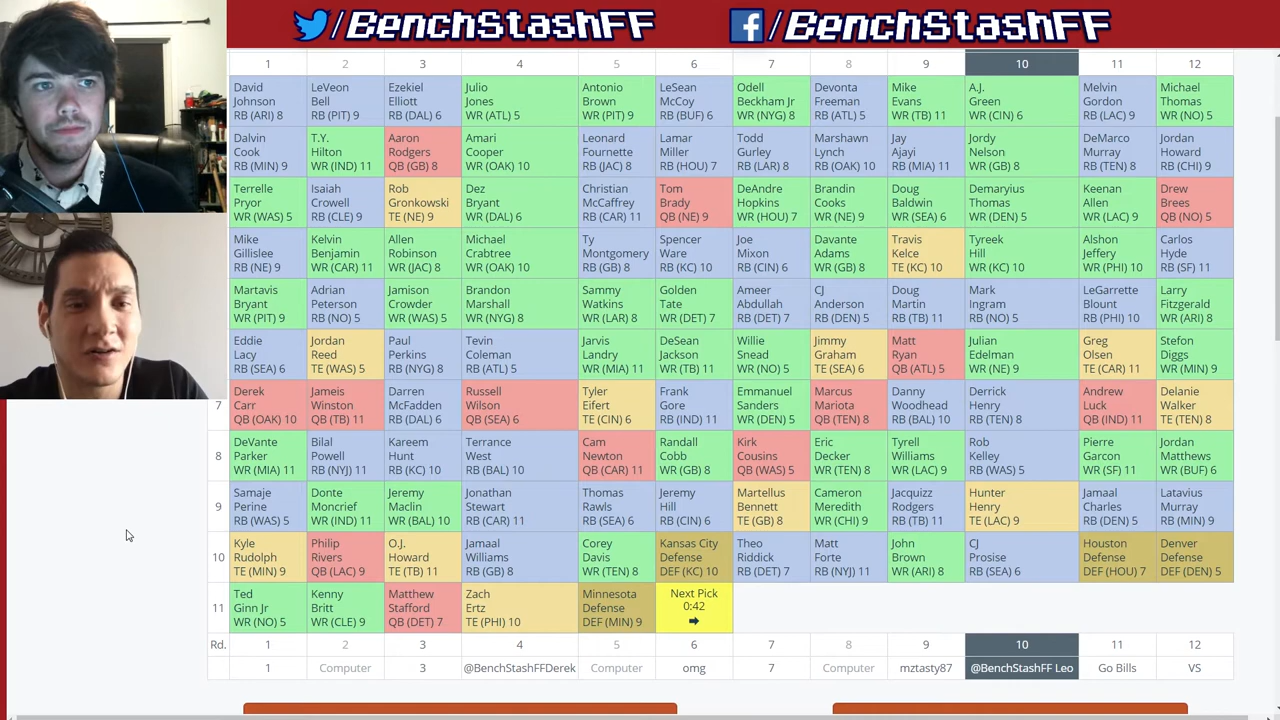 /BenchStashFF /BenchStashFF
1 2 3 4 5 6 7 8 9 10 11 12
David LeVeon Ezekiel Julio Antonio LeSean Odell Devonta Mike A.J. Melvin Michael
Johnson Bell Elliott Jones Brown McCoy Beckham Jr Freeman Evans Green Gordon Thomas
RB (ARI) 8 RB (PIT) 9 RB (DAL) 6 WR (ATL) 5 WR (PIT) 9 RB (BUF) 6 WR (NYG) 8 RB (ATL) 5 WR (TB) 11 WR (CIN) 6 RB (LAC) 9 WR (NO) 5
Dalvin T.Y. Aaron Amari Leonard Lamar Todd Marshawn Jay Jordy DeMarco Jordan
Cook Hilton Rodgers Cooper Fournette Miller Gurley Lynch Ajayi Nelson Murray Howard
RB (MIN) 9 WR (IND) 11 QB (GB) 8 WR (OAK) 10 RB (JAC) 8 RB (HOU) 7 RB (LAR) 8 RB (OAK) 10 RB (MIA) 11 WR (GB) 8 RB (TEN) 8 RB (CHI) 9
Terrelle Isaiah Rob Dez Christian Tom DeAndre Brandin Doug Demaryius Keenan Drew
Pryor Crowell Gronkowski Bryant McCaffrey Brady Hopkins Cooks Baldwin Thomas Allen Brees
WR (WAS) 5 RB (CLE) 9 TE (NE) 9 WR (DAL) 6 RB (CAR) 11 QB (NE) 9 WR (HOU) 7 WR (NE) 9 WR (SEA) 6 WR (DEN) 5 WR (LAC) 9 QB (NO) 5
Mike Kelvin Allen Michael Ty Spencer Joe Davante Travis Tyreek Alshon Carlos
Gillislee Benjamin Robinson Crabtree Montgomery Ware Mixon Adams Kelce Hill Jeffery Hyde
RB (NE) 9 WR (CAR) 11 WR (JAC) 8 WR (OAK) 10 RB (GB) 8 RB (KC) 10 RB (CIN) 6 WR (GB) 8 TE (KC) 10 WR (KC) 10 WR (PHI) 10 RB (SF) 11
Martavis Adrian Jamison Brandon Sammy Golden Ameer CJ Doug Mark LeGarrette Larry
Bryant Peterson Crowder Marshall Watkins Tate Abdullah Anderson Martin Ingram Blount Fitzgerald
WR (PIT) 9 RB (NO) 5 WR (WAS) 5 WR (NYG) 8 WR (LAR) 8 WR (DET) 7 RB (DET) 7 RB (DEN) 5 RB (TB) 11 RB (NO) 5 RB (PHI) 10 WR (ARI) 8
Eddie Jordan Paul Tevin Jarvis DeSean Willie Jimmy Matt Julian Greg Stefon
Lacy Reed Perkins Coleman Landry Jackson Snead Graham Ryan Edelman Olsen Diggs
RB (SEA) 6 TE (WAS) 5 RB (NYG) 8 RB (ATL) 5 WR (MIA) 11 WR (TB) 11 WR (NO) 5 TE (SEA) 6 QB (ATL) 5 WR (NE) 9 TE (CAR) 11 WR (MIN) 9
Derek Jameis Darren Russell Tyler Frank Emmanuel Marcus Danny Derrick Andrew Delanie
7 Carr Winston McFadden Wilson Eifert Gore Sanders Mariota Woodhead Henry Luck Walker
QB (OAK) 10 QB (TB) 11 RB (DAL) 6 QB (SEA) 6 TE (CIN) 6 RB (IND) 11 WR (DEN) 5 QB (TEN) 8 RB (BAL) 10 RB (TEN) 8 QB (IND) 11 TE (TEN) 8
DeVante Bilal Kareem Terrance Cam Randall Kirk Eric Tyrell Rob Pierre Jordan
8 Parker Powell Hunt West Newton Cobb Cousins Decker Williams Kelley Garcon Matthews
WR (MIA) 11 RB (NYJ) 11 RB (KC) 10 RB (BAL) 10 QB (CAR) 11 WR (GB) 8 QB (WAS) 5 WR (TEN) 8 WR (LAC) 9 RB (WAS) 5 WR (SF) 11 WR (BUF) 6
Samaje Donte Jeremy Jonathan Thomas Jeremy Martellus Cameron Jacquizz Hunter Jamaal Latavius
9 Perine Moncrief Maclin Stewart Rawls Hill Bennett Meredith Rodgers Henry Charles Murray
RB (WAS) 5 WR (IND) 11 WR (BAL) 10 RB (CAR) 11 RB (SEA) 6 RB (CIN) 6 TE (GB) 8 WR (CHI) 9 RB (TB) 11 TE (LAC) 9 RB (DEN) 5 RB (MIN) 9
Kyle Philip O.J. Jamaal Corey Kansas City Theo Matt John CJ Houston Denver
10 Rudolph Rivers Howard Williams Davis Defense Riddick Forte Brown Prosise Defense Defense
TE (MIN) 9 QB (LAC) 9 TE (TB) 11 RB (GB) 8 WR (TEN) 8 DEF (KC) 10 RB (DET) 7 RB (NYJ) 11 WR (ARI) 8 RB (SEA) 6 DEF (HOU) 7 DEF (DEN) 5
Ted Kenny Matthew Zach Minnesota Next Pick
11 Ginn Jr Britt Stafford Ertz Defense 0:42
WR (NO) 5 WR (CLE) 9 QB (DET) 7 TE (PHI) 10 DEF (MIN) 9
Rd. 1 2 3 4 5 6 7 8 9 10 11 12
1 Computer 3 @BenchStashFFDerek Computer omg 7 Computer mztasty87 @BenchStashFF Leo Go Bills VS